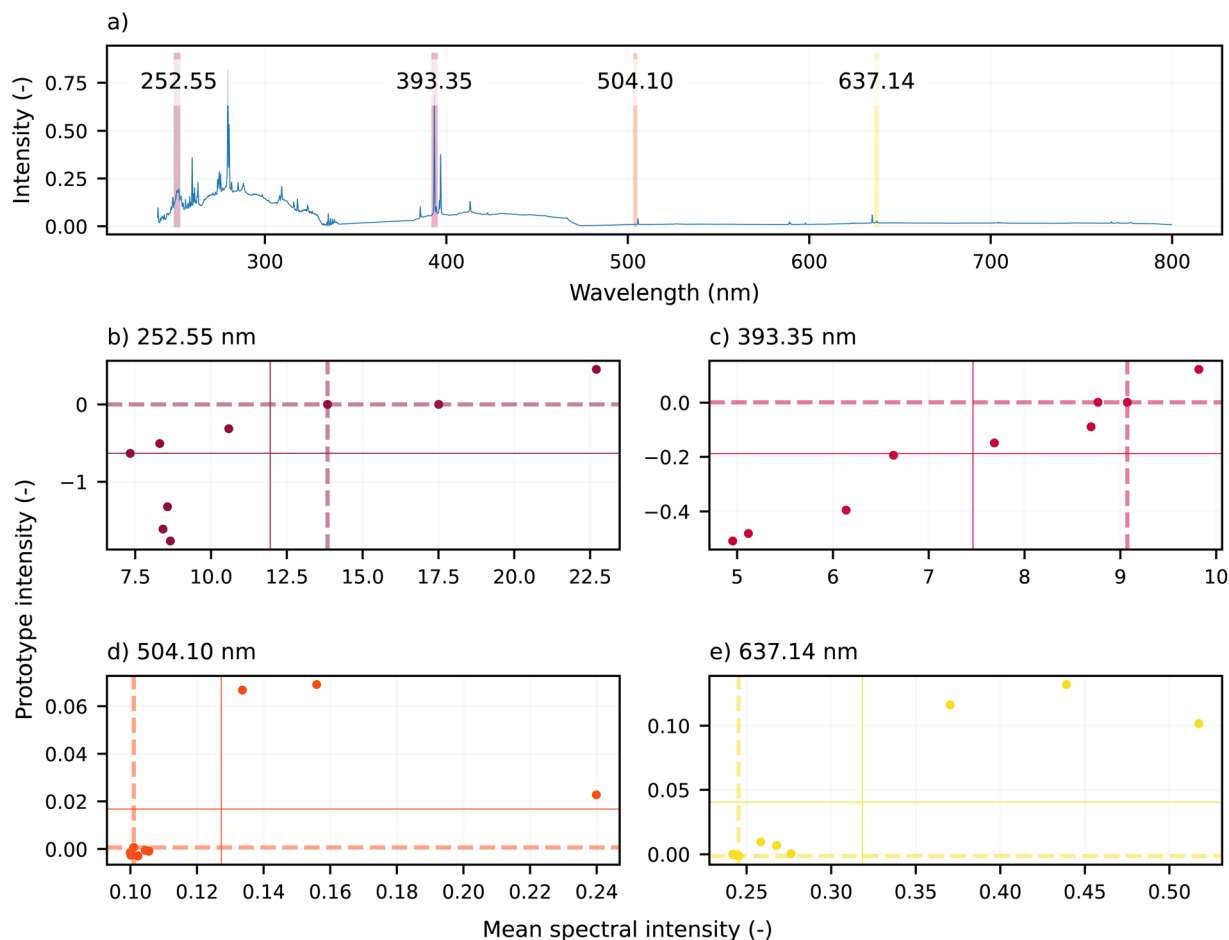 a)
Intensity (-)
0.75
0.50
0.25
0.00
252.55 393.35 504.10 637.14
300 400 500 600 700 800
Wavelength (nm)
Prototype intensity (-)
b) 252.55 nm
0
−1
7.5 10.0 12.5 15.0 17.5 20.0 22.5
c) 393.35 nm
0.0
−0.2
−0.4
5 6 7 8 9 10
d) 504.10 nm
0.06
0.04
0.02
0.00
0.10 0.12 0.14 0.16 0.18 0.20 0.22 0.24
e) 637.14 nm
0.10
0.05
0.00
0.25 0.30 0.35 0.40 0.45 0.50
Mean spectral intensity (-)